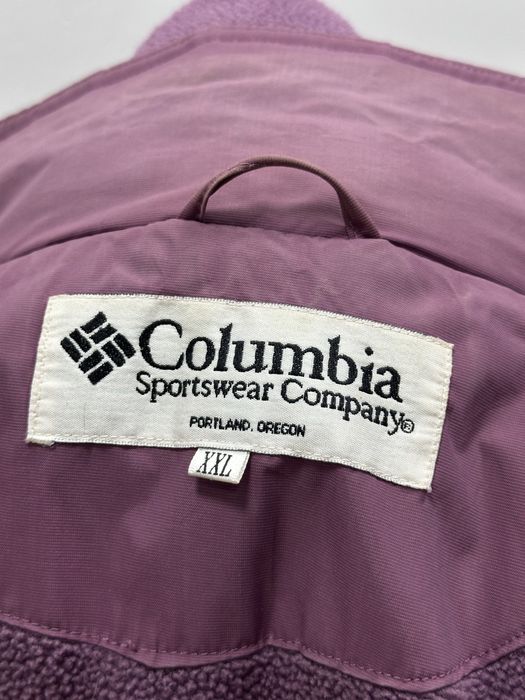 Columbia
Sportswear Company®
PORTLAND, OREGON
XXL